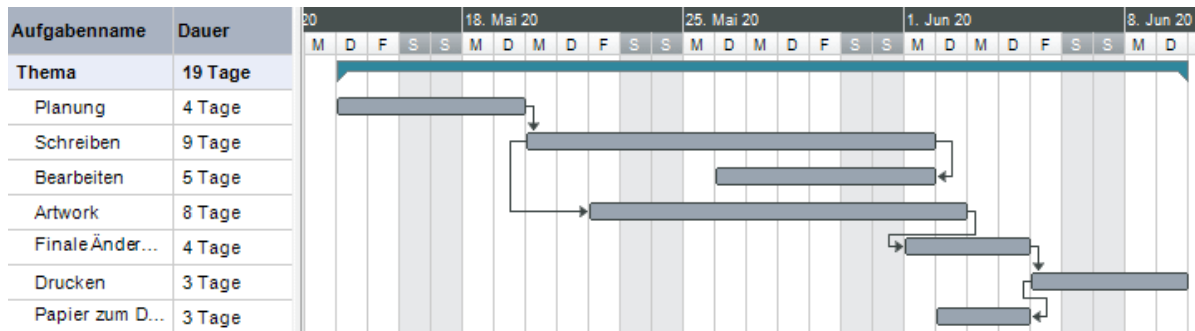 Aufgabenname Dauer 20 18. Mai 20 25. Mai 20 1. Jun 20 8. Jun 20
M D F S S M D M D F S S M D M D F S S M D M D F S S M D
Thema 19 Tage
Planung 4 Tage
Schreiben 9 Tage
Bearbeiten 5 Tage
Artwork 8 Tage
Finale Änder... 4 Tage
Drucken 3 Tage
Papier zum D... 3 Tage